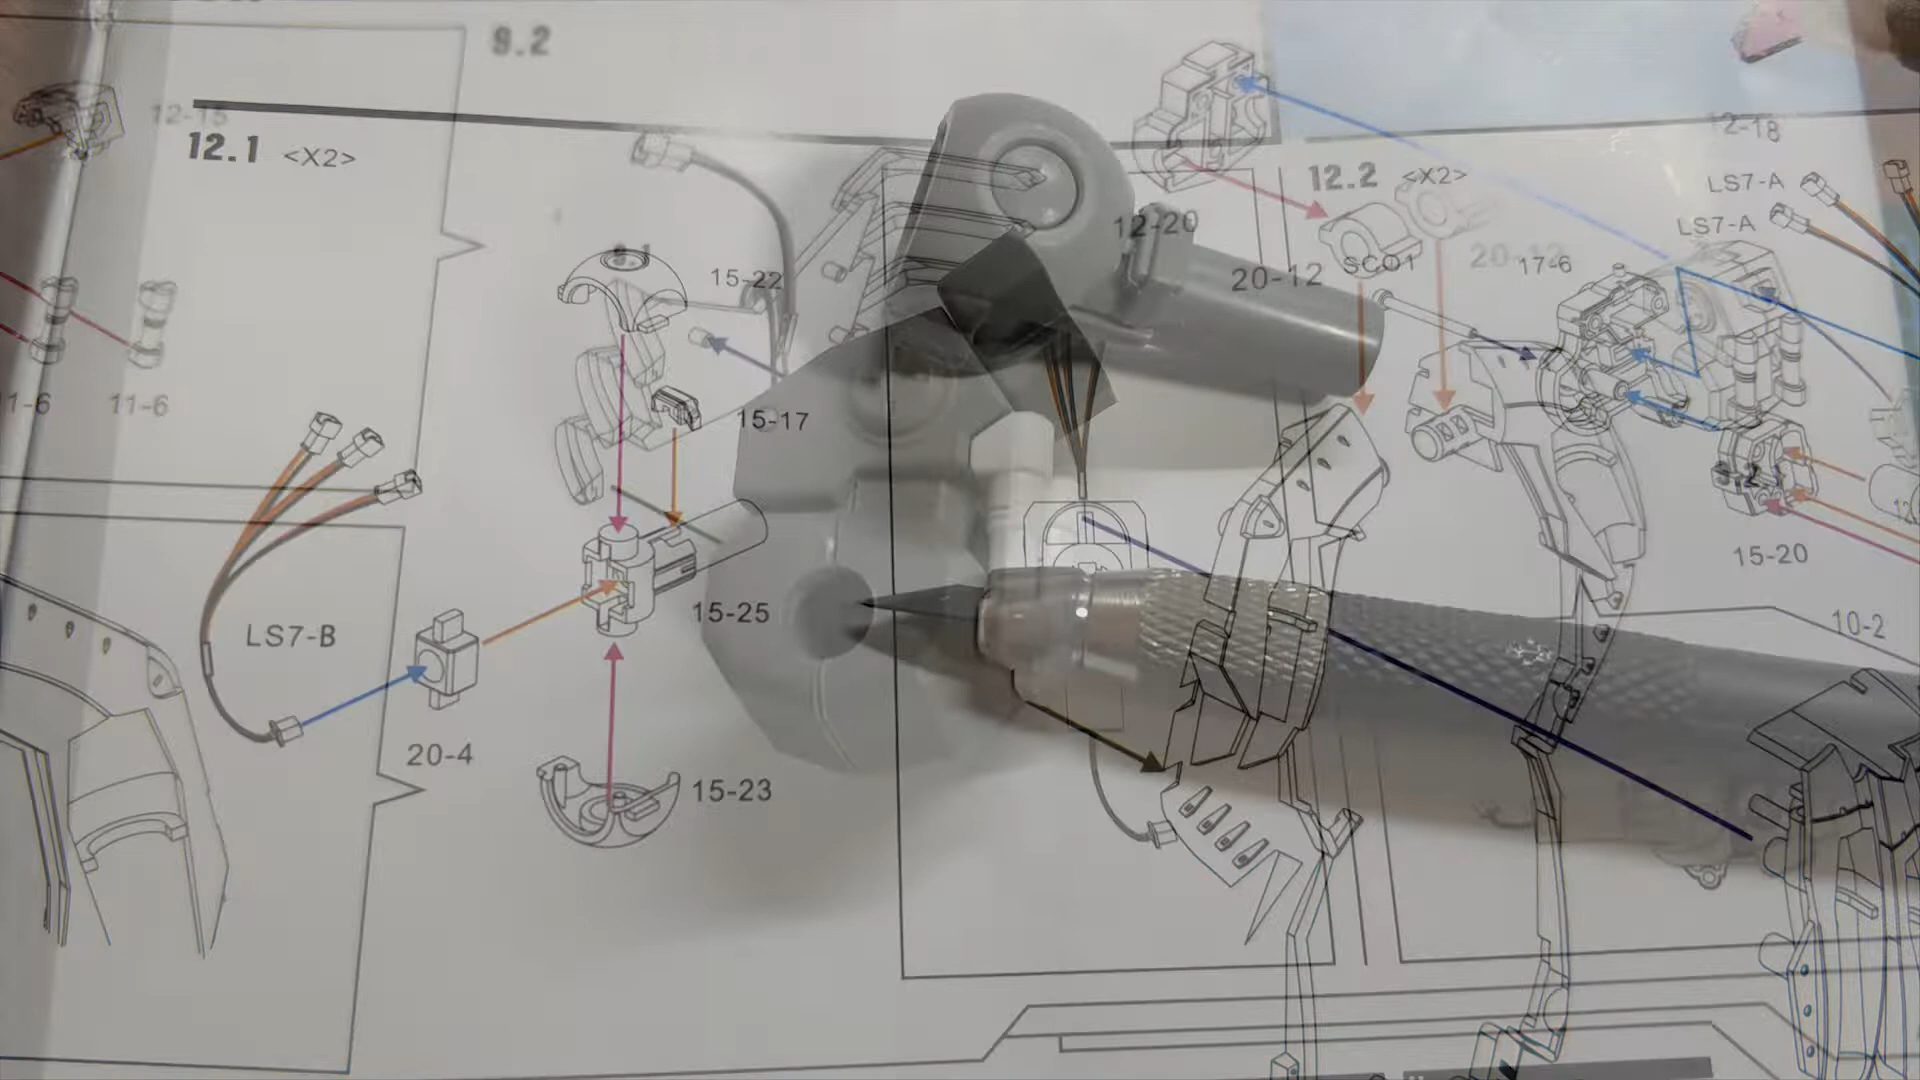 9.2
12-15
12.1 <X2>
12-18
LS7-A
12.2 <X2>
LS7-A
12-20
20-12
SC01
20-12
17-6
15-22
11-6
11-6
15-17
15-20
15-25
LS7-B
10-2
20-4
15-23